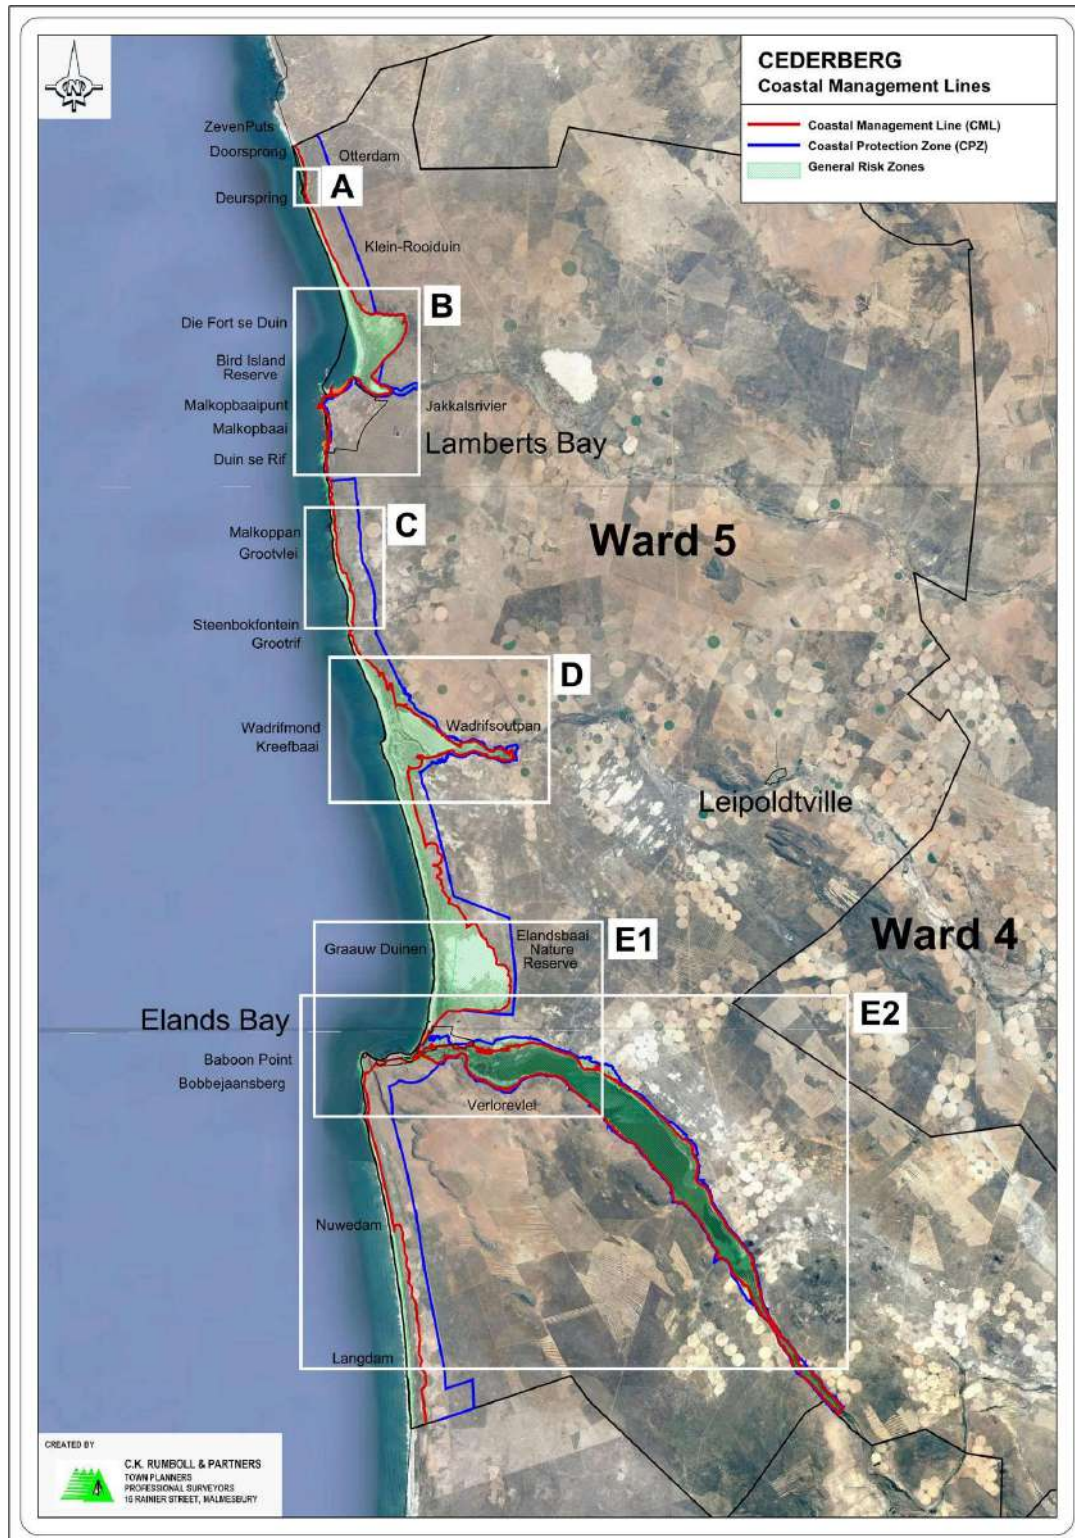 N
CEDERBERG
Coastal Management Lines
Coastal Management Line (CML)
Coastal Protection Zone (CPZ)
General Risk Zones
ZevenPuts
Doorsprong
Otterdam
A
Deurspring
Klein-Rooiduin
B
Die Fort se Duin
Bird Island
Reserve
Malkopbaaipunt
Jakkalsrivier
Malkopbaai
Lamberts Bay
Duin se Rif
C
Malkoppan
Grootvlei
Ward 5
Steenbokfontein
Grootrif
D
Wadrifmond
Wadrifsoutpan
Kreefbaai
Leipoldtville
Graauw Duinen
Elandsbaai
Nature
Reserve
E1
Ward 4
Elands Bay
E2
Baboon Point
Bobbejaansberg
Verlorevlei
Nuwedam
Langdam
CREATED BY
C.K. RUMBOLL & PARTNERS
TOWN PLANNERS
PROFESSIONAL SURVEYORS
16 RAINIER STREET, MALMESBURY